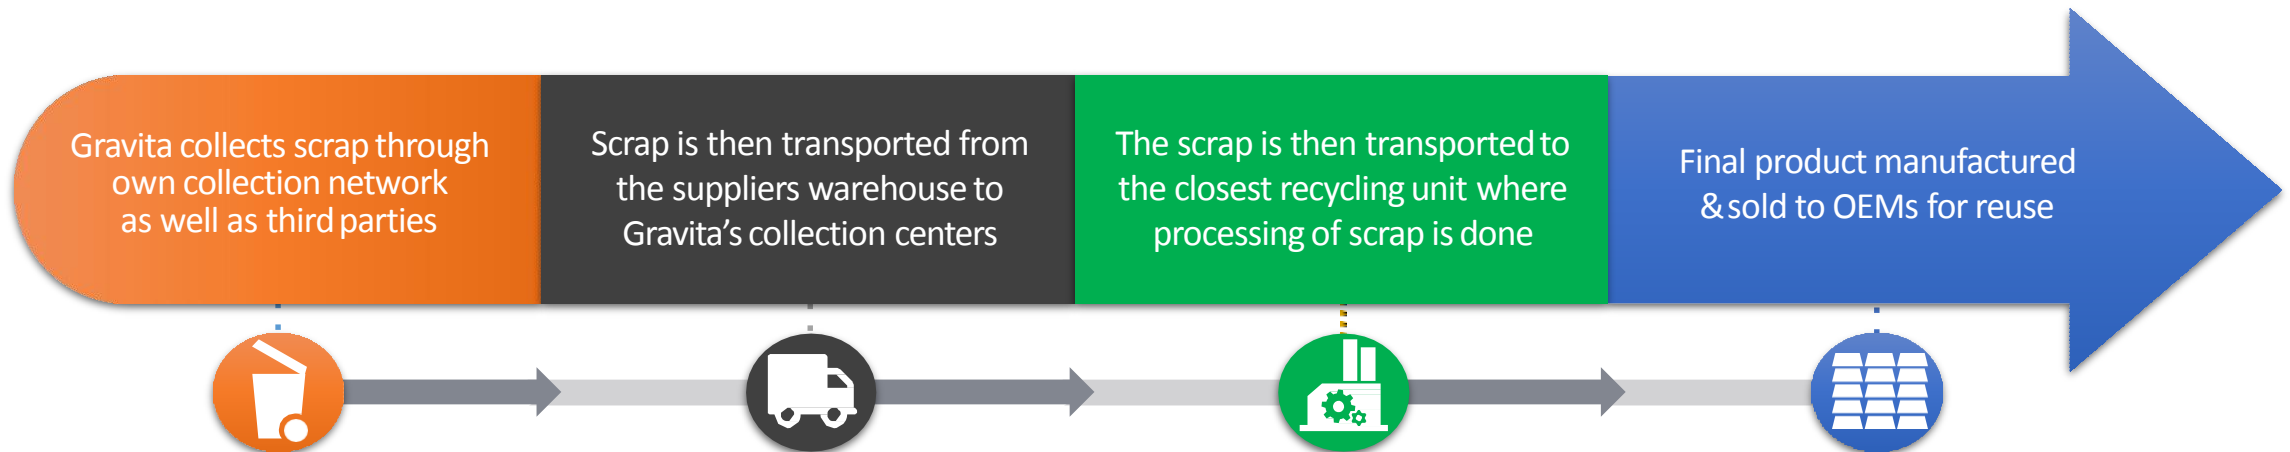 Gravita collects scrap through
own collection network
as well as third parties
Scrap is then transported from
the suppliers warehouse to
Gravita's collection centers
The scrap is then transported to
the closest recycling unit where
processing of scrap is done
Final product manufactured
& sold to OEMs for reuse